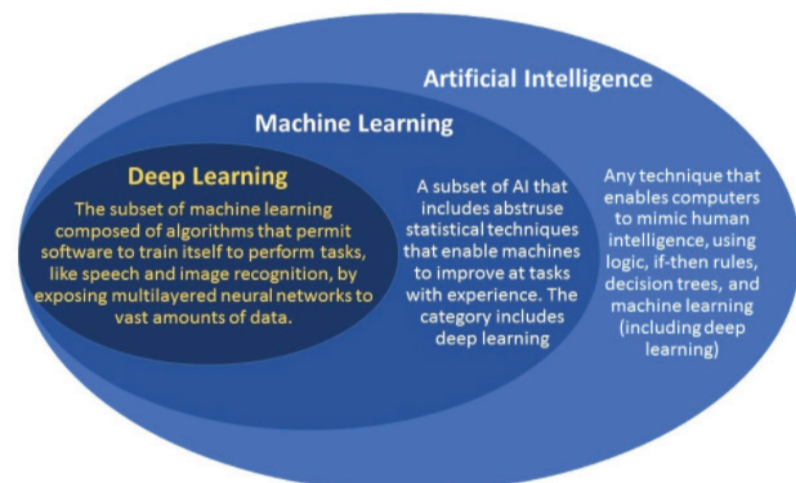 Artificial Intelligence
Machine Learning
Deep Learning
The subset of machine learning
composed of algorithms that permit
software to train itself to perform tasks,
like speech and image recognition, by
exposing multilayered neural networks to
vast amounts of data.
A subset of AI that
includes abstruse
statistical techniques
that enable machines
to improve at tasks
with experience. The
category includes
deep learning
Any technique that
enables computers
to mimic human
intelligence, using
logic, if-then rules,
decision trees, and
machine learning
(including deep
learning)